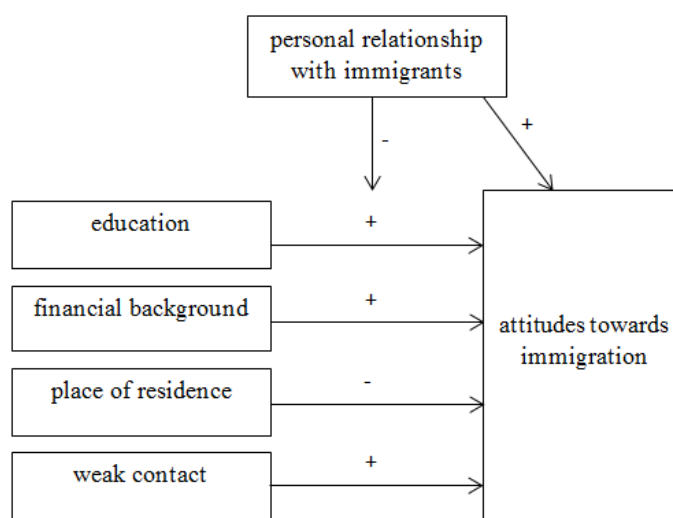 personal relationship
with immigrants
+
-
education
+
financial background
+
attitudes towards
immigration
place of residence
-
weak contact
+